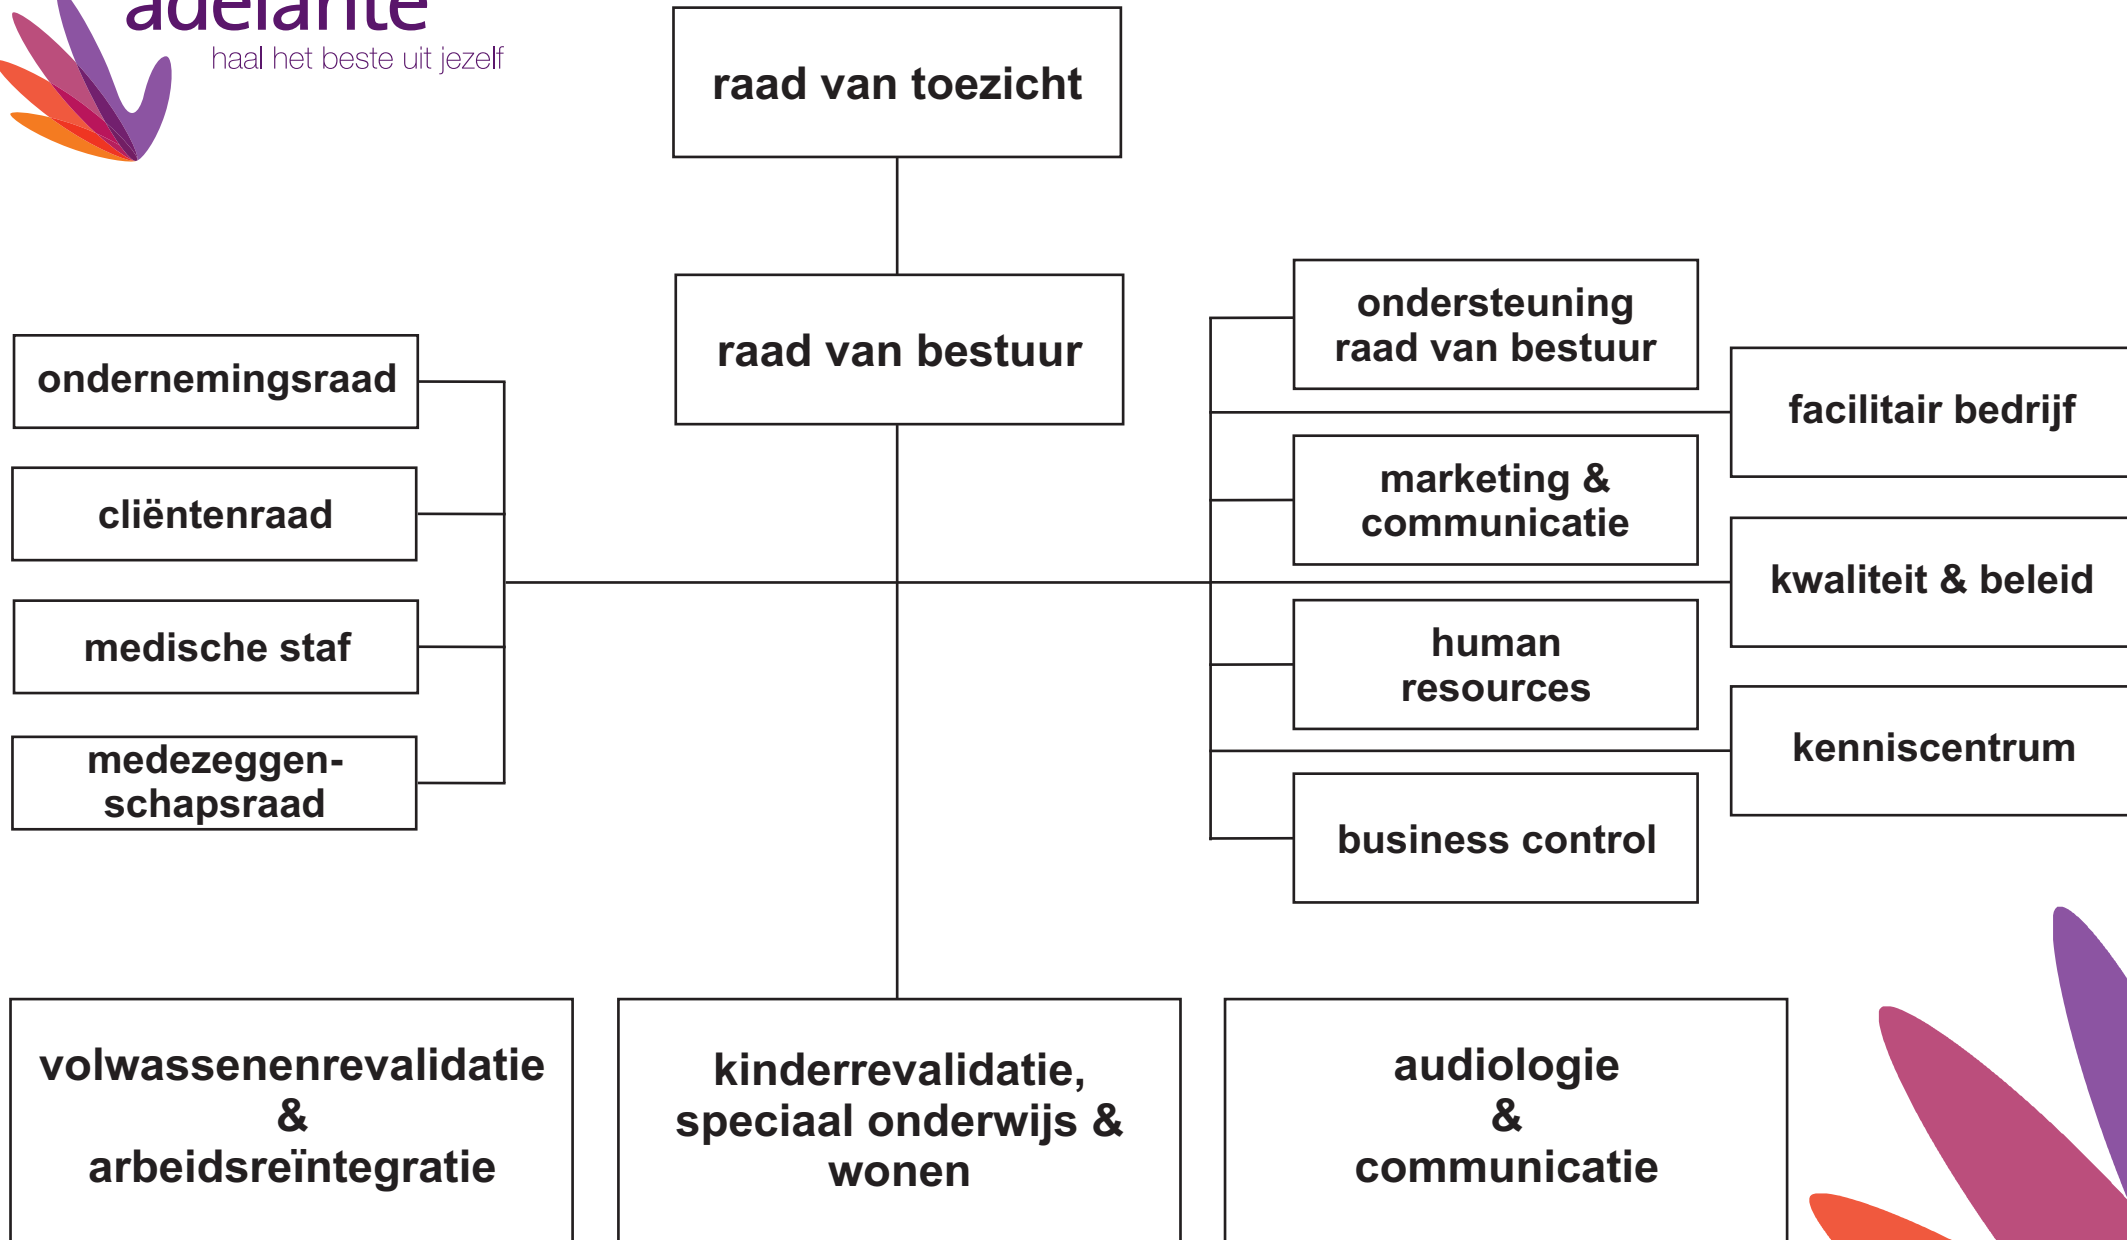 adelante
haal het beste uit jezelf
raad van toezicht
raad van bestuur
ondernemingsraad
cliëntenraad
medische staf
medezeggen-
schapsraad
ondersteuning
raad van bestuur
facilitair bedrijf
marketing &
communicatie
kwaliteit & beleid
human
resources
kenniscentrum
business control
volwassenenrevalidatie
&
arbeidsreïntegratie
kinderrevalidatie,
speciaal onderwijs &
wonen
audiologie
&
communicatie